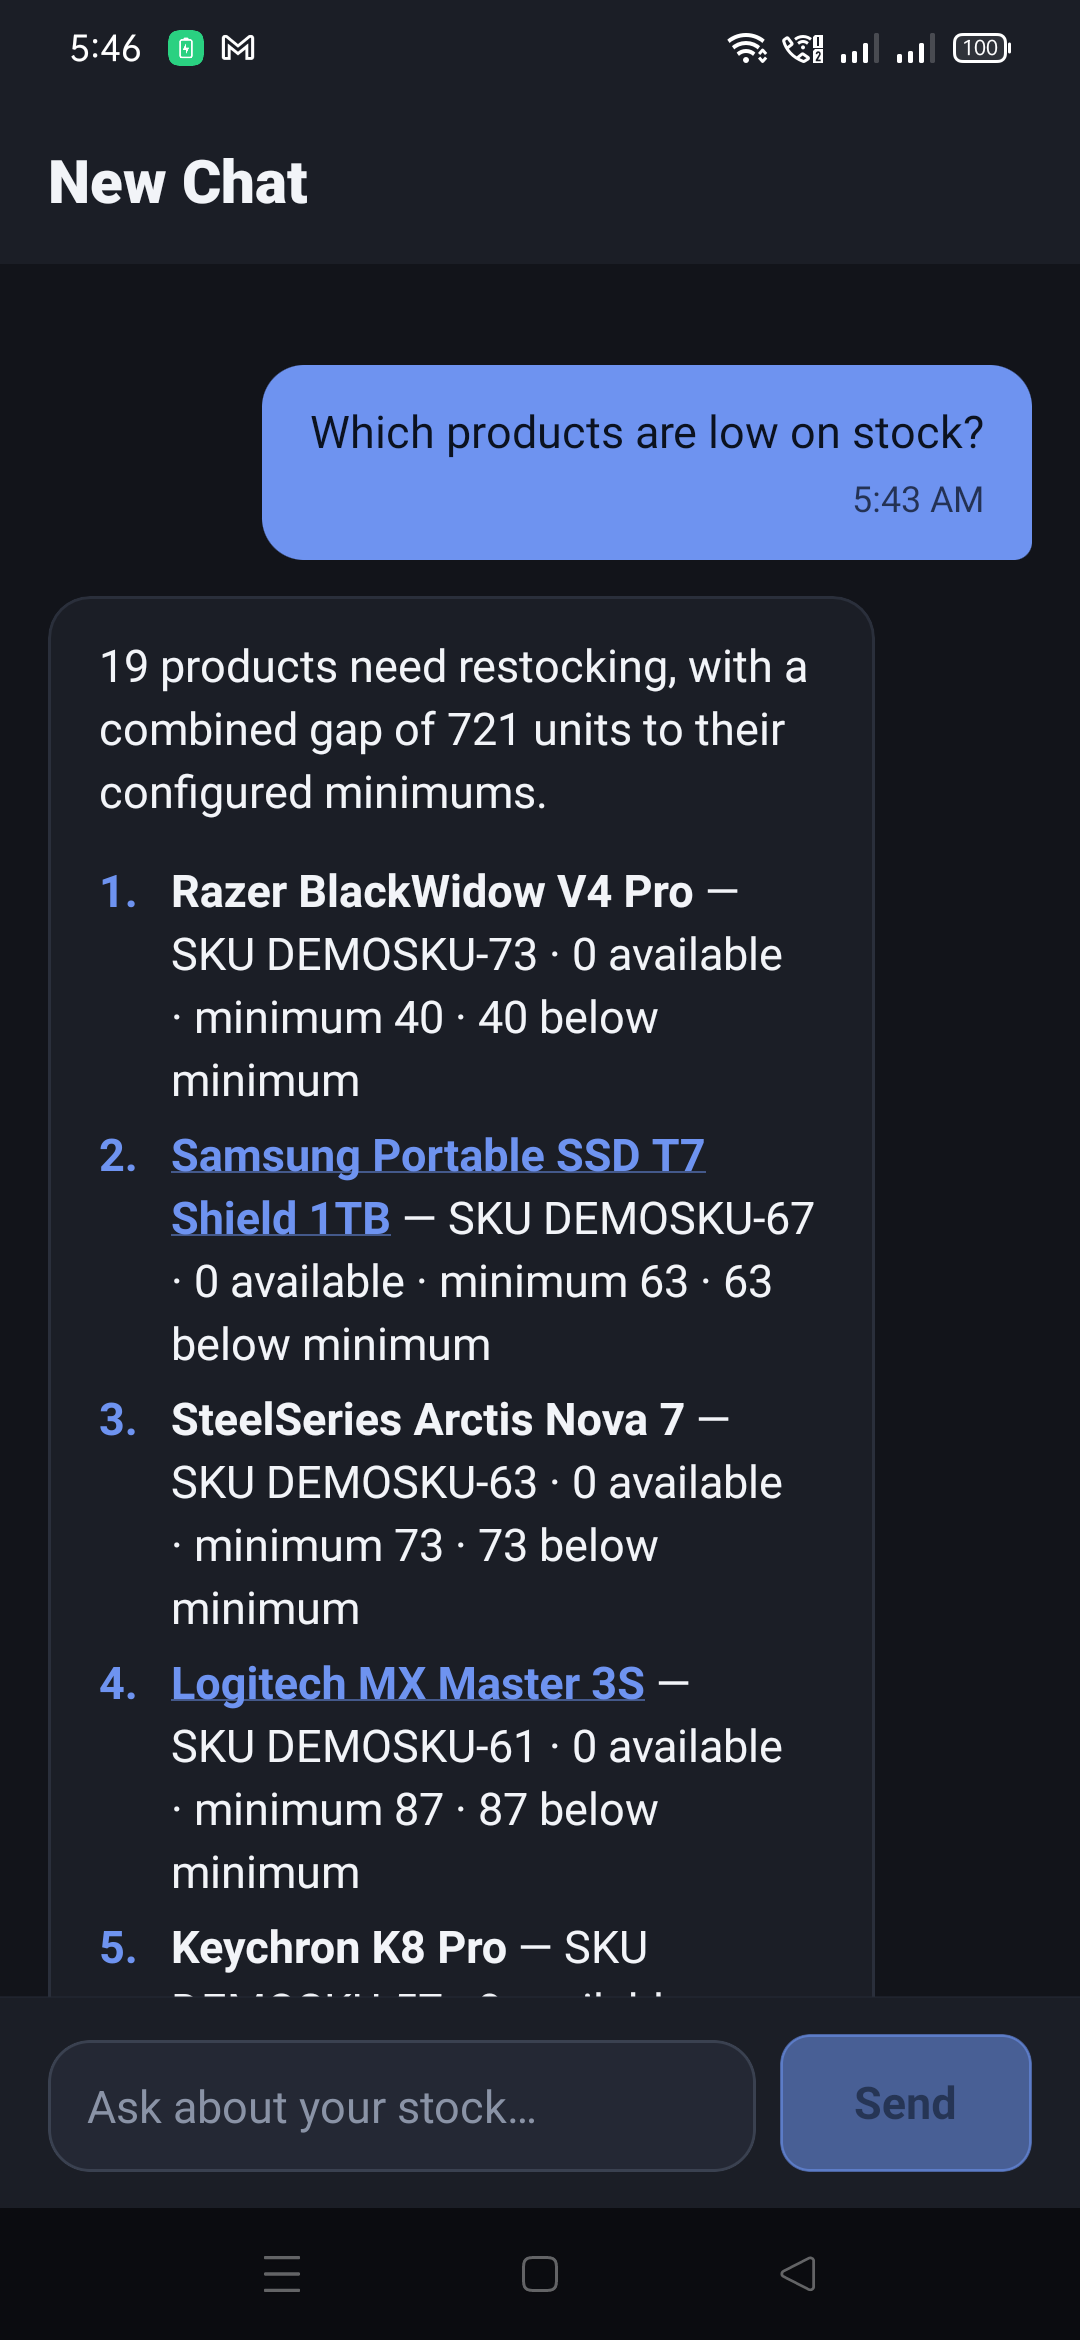 5:46
100
New Chat
Which products are low on stock?
5:43 AM
19 products need restocking, with a
combined gap of 721 units to their
configured minimums.
1. Razer BlackWidow V4 Pro —
SKU DEMOSKU-73 · 0 available
· minimum 40 · 40 below
minimum
2. Samsung Portable SSD T7
Shield 1TB — SKU DEMOSKU-67
· 0 available · minimum 63 · 63
below minimum
3. SteelSeries Arctis Nova 7 —
SKU DEMOSKU-63 · 0 available
· minimum 73 · 73 below
minimum
4. Logitech MX Master 3S —
SKU DEMOSKU-61 · 0 available
· minimum 87 · 87 below
minimum
5. Keychron K8 Pro — SKU
Ask about your stock...
Send